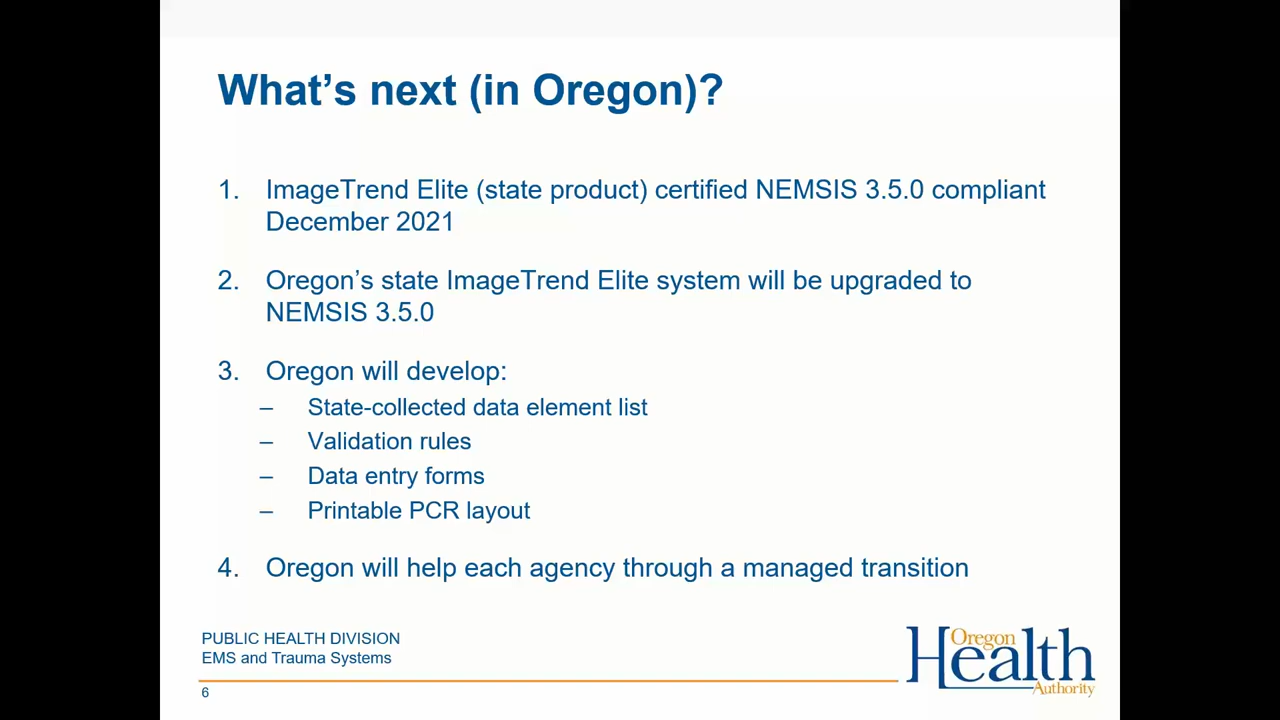 What’s next (in Oregon)?
1. ImageTrend Elite (state product) certified NEMSIS 3.5.0 compliant
December 2021
2. Oregon’s state ImageTrend Elite system will be upgraded to
NEMSIS 3.5.0
3. Oregon will develop:
– State-collected data element list
– Validation rules
– Data entry forms
– Printable PCR layout
4. Oregon will help each agency through a managed transition
PUBLIC HEALTH DIVISION
EMS and Trauma Systems
6
Oregon
Health
Authority